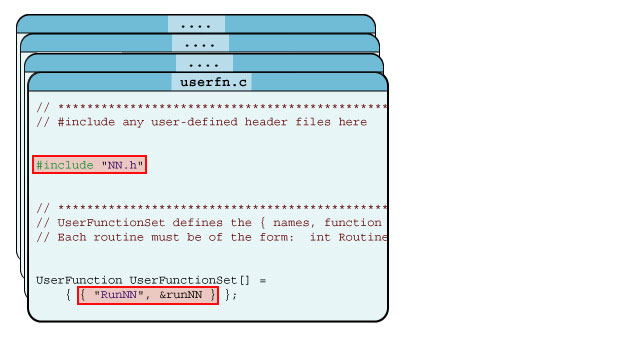 ....
....
....
userfn.c
// **********************************************
// #include any user-defined header files here
#include "NN.h"
// **********************************************
// UserFunctionSet defines the { names, function
// Each routine must be of the form:  int Routine
UserFunction UserFunctionSet[] =
{ { "RunNN", &runNN } };